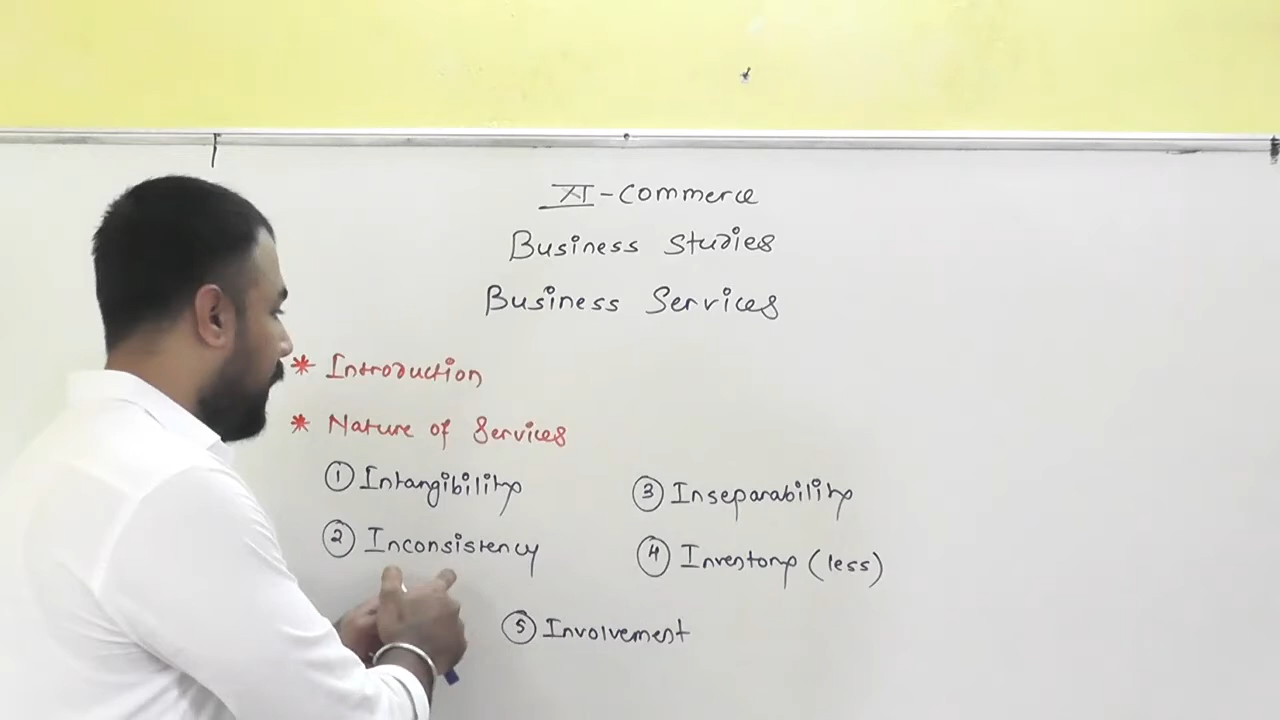 XI - Commerce
Business Studies
Business Services
* Introduction
* Nature of Services
① Intangibility
③ Inseparability
② Inconsistency
④ Inventory (less)
⑤ Involvement